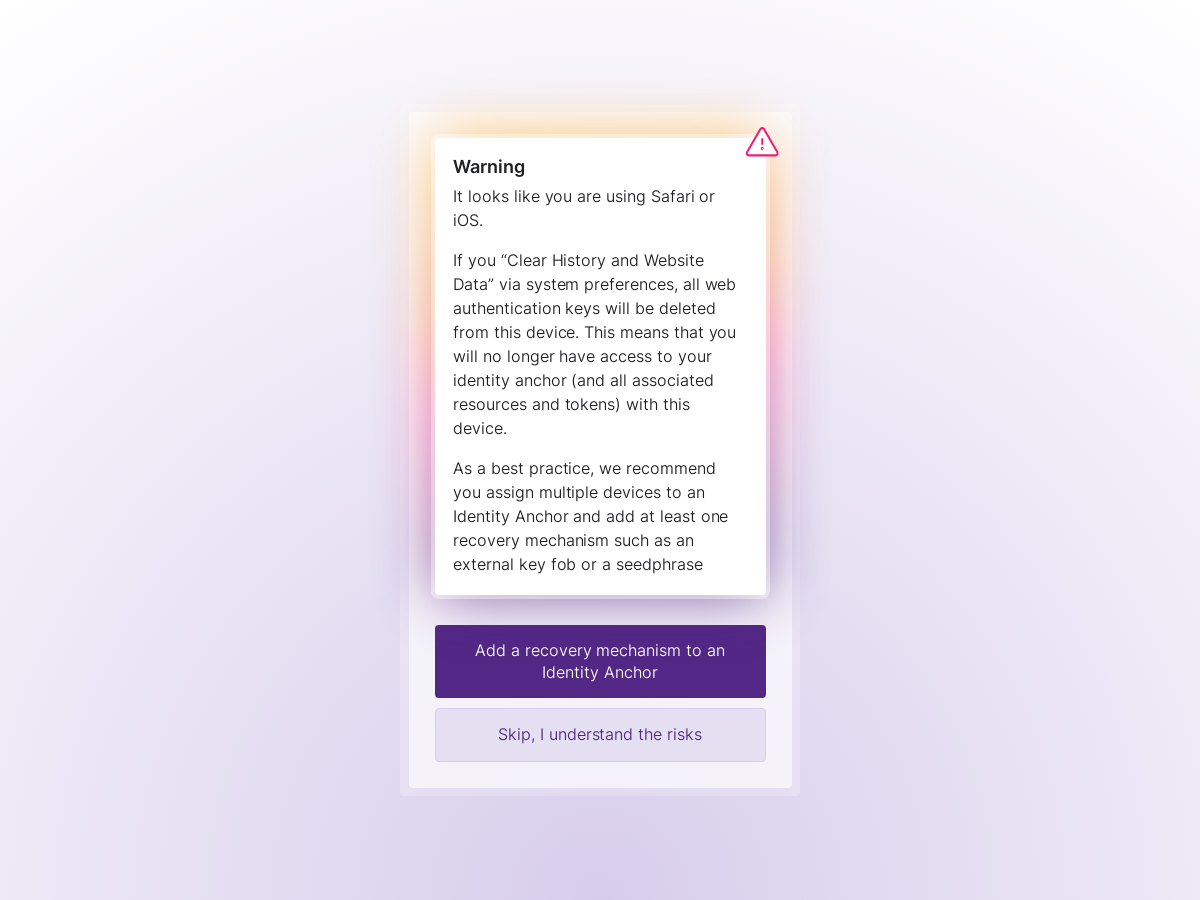 Warning
It looks like you are using Safari or
iOS.
If you “Clear History and Website
Data” via system preferences, all web
authentication keys will be deleted
from this device. This means that you
will no longer have access to your
identity anchor (and all associated
resources and tokens) with this
device.
As a best practice, we recommend
you assign multiple devices to an
Identity Anchor and add at least one
recovery mechanism such as an
external key fob or a seedphrase
Add a recovery mechanism to an
Identity Anchor
Skip, I understand the risks